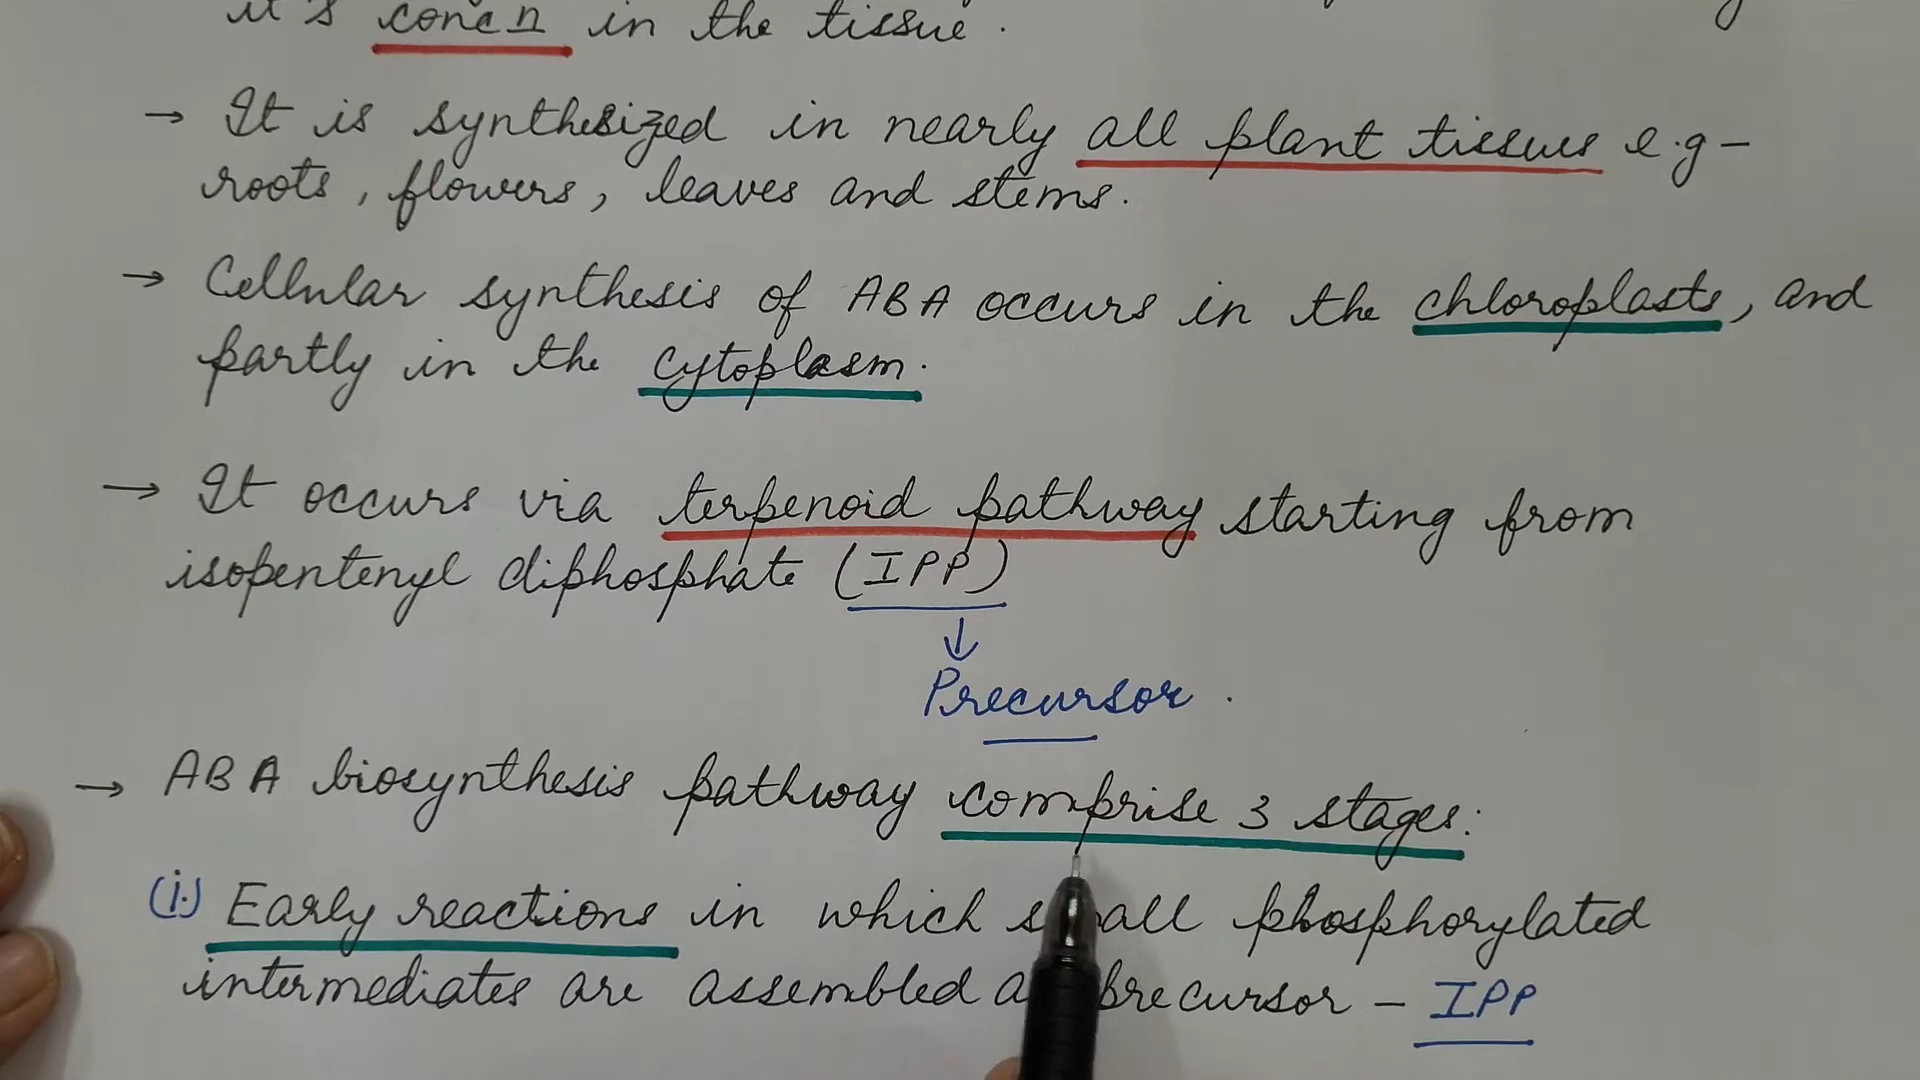 it's concn in the tissue.
→ It is synthesized in nearly all plant tissues e.g-
roots, flowers, leaves and stems.
→ Cellular synthesis of ABA occurs in the chloroplasts, and
partly in the cytoplasm.
→ It occurs via terpenoid pathway starting from
isopentenyl diphosphate (IPP)
↓
Precursor.
→ ABA biosynthesis pathway comprise 3 stages:
(i.) Early reactions in which small phosphorylated
intermediates are assembled a precursor - IPP